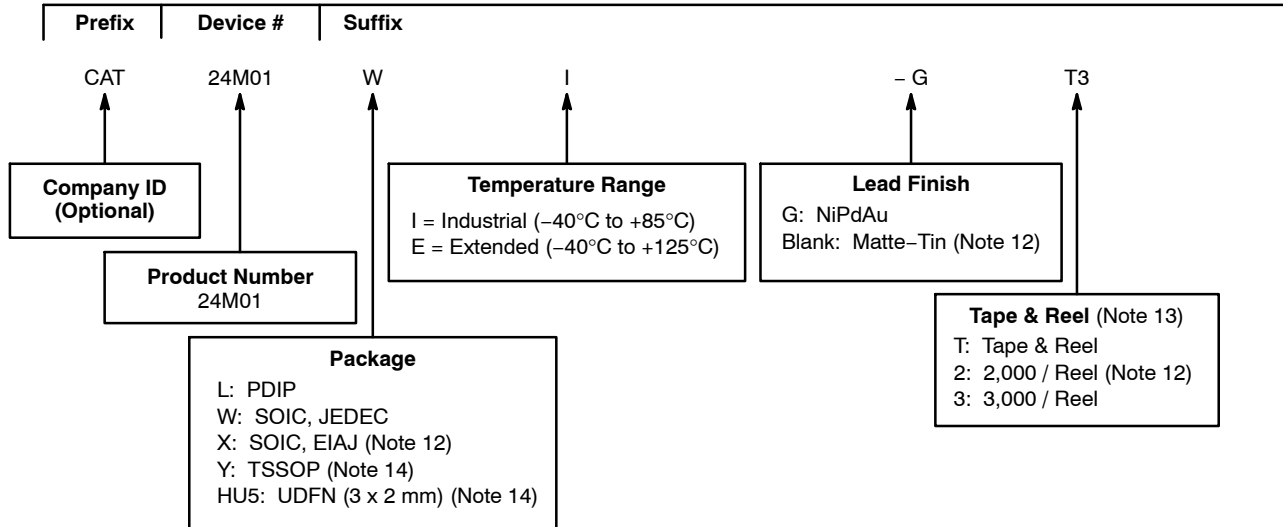 Prefix Device # Suffix
CAT 24M01 W I – G T3
Company ID
(Optional)
Temperature Range
I = Industrial (−40°C to +85°C)
E = Extended (−40°C to +125°C)
Lead Finish
G: NiPdAu
Blank: Matte−Tin (Note 12)
Product Number
24M01
Tape & Reel (Note 13)
T: Tape & Reel
2: 2,000 / Reel (Note 12)
3: 3,000 / Reel
Package
L: PDIP
W: SOIC, JEDEC
X: SOIC, EIAJ (Note 12)
Y: TSSOP (Note 14)
HU5: UDFN (3 x 2 mm) (Note 14)